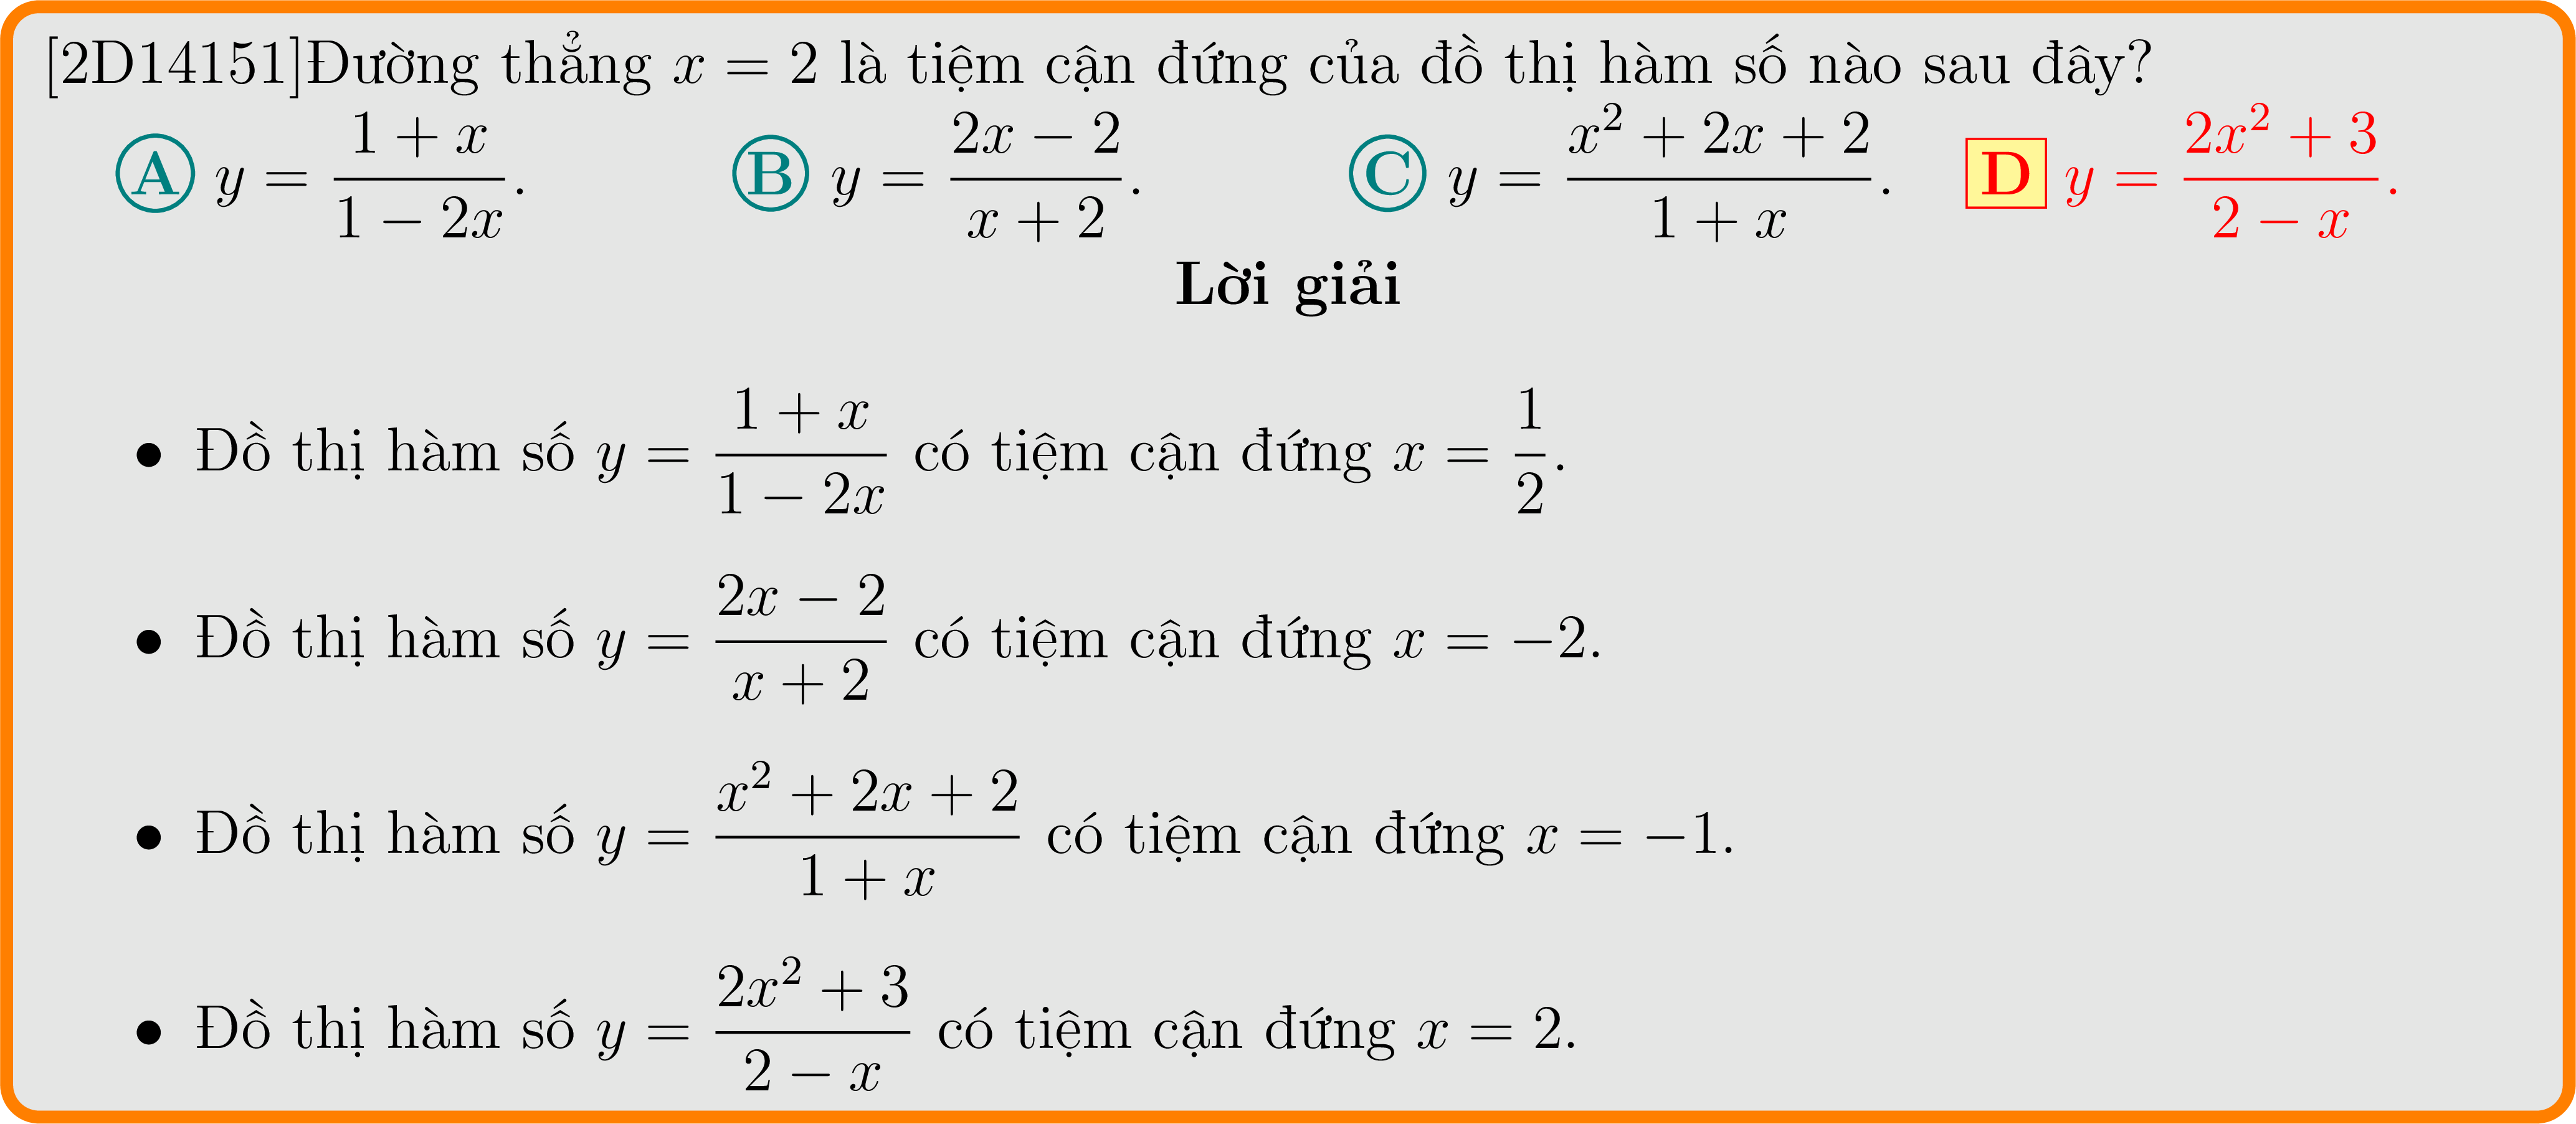 [2D14151]Đường thẳng x = 2 là tiệm cận đứng của đồ thị hàm số nào sau đây?
A y = \frac{1 + x}{1 − 2x}. B y = \frac{2x − 2}{x + 2}. C y = \frac{x^2 + 2x + 2}{1 + x}. D y = \frac{2x^2 + 3}{2 − x}.
Lời giải
• Đồ thị hàm số y = \frac{1 + x}{1 − 2x} có tiệm cận đứng x = \frac{1}{2}.
• Đồ thị hàm số y = \frac{2x − 2}{x + 2} có tiệm cận đứng x = −2.
• Đồ thị hàm số y = \frac{x^2 + 2x + 2}{1 + x} có tiệm cận đứng x = −1.
• Đồ thị hàm số y = \frac{2x^2 + 3}{2 − x} có tiệm cận đứng x = 2.